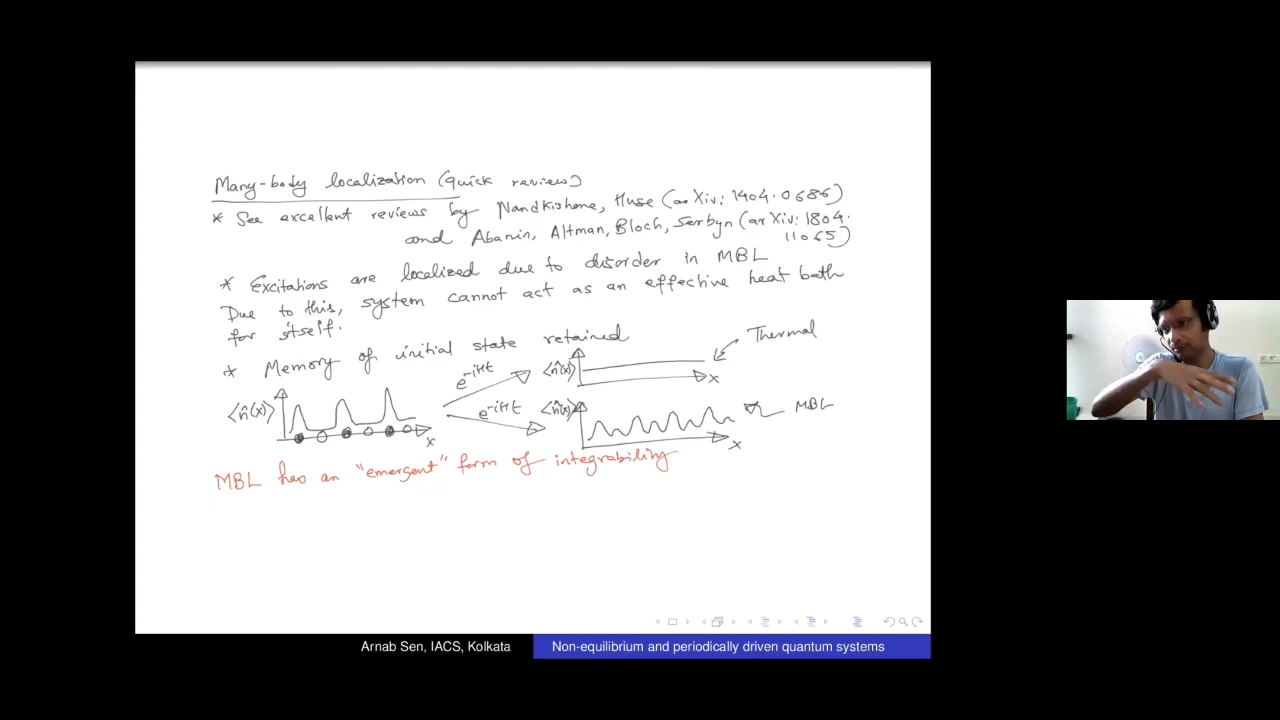 Many-body localization (quick review)
* See excellent reviews by Nandkishore, Huse (arXiv: 1404.0686)
and Abanin, Altman, Bloch, Serbyn (arXiv: 1804.
11065)
* Excitations are localized due to disorder in MBL
Due to this, system cannot act as an effective heat bath
for itself.
* Memory of initial state retained
Thermal
e^{-iHt}
<n̂(x)>
x
<n̂(x)>
e^{-iHt}
<n̂(x)>
MBL
x
x
MBL has an "emergent" form of integrability
Arnab Sen, IACS, Kolkata
Non-equilibrium and periodically driven quantum systems